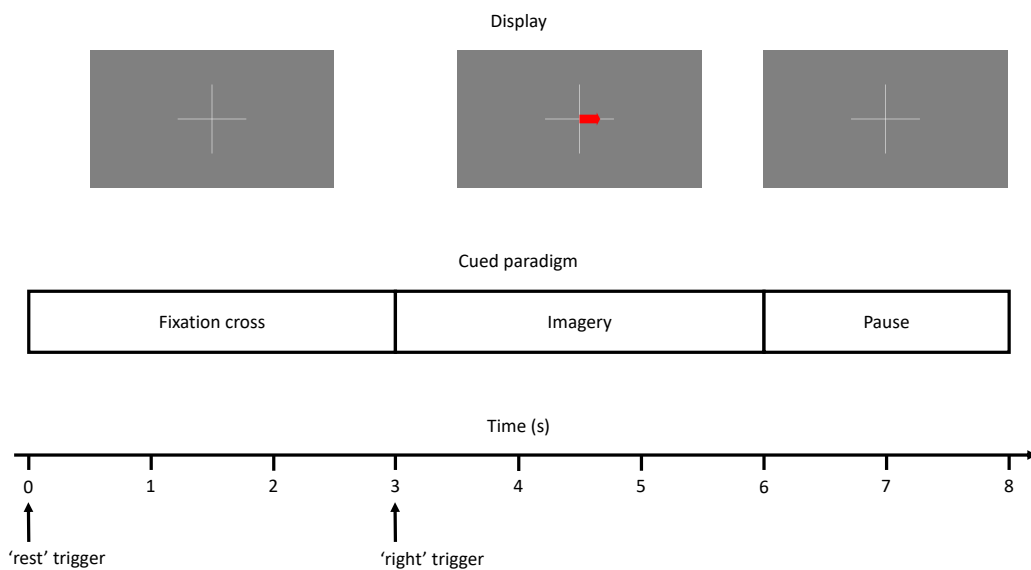 Display
Cued paradigm
Fixation cross
Imagery
Pause
Time (s)
0 1 2 3 4 5 6 7 8
‘rest’ trigger
‘right’ trigger